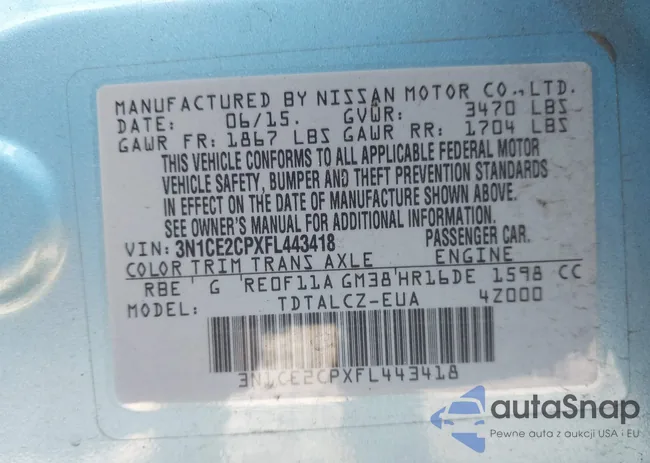 MANUFACTURED BY NISSAN MOTOR CO., LTD.
DATE: 06/15. GVWR: 3470 LBS
GAWR FR: 1867 LBS GAWR RR: 1704 LBS
THIS VEHICLE CONFORMS TO ALL APPLICABLE FEDERAL MOTOR
VEHICLE SAFETY, BUMPER AND THEFT PREVENTION STANDARDS
IN EFFECT ON THE DATE OF MANUFACTURE SHOWN ABOVE.
SEE OWNER'S MANUAL FOR ADDITIONAL INFORMATION.
VIN: 3N1CE2CPXFL443418 PASSENGER CAR.
COLOR TRIM TRANS AXLE ENGINE
RBE G RE0F11A GM38 HR16DE 1598 CC
MODEL: TDTALCZ-EUA 4Z000
3N1CE2CPXFL443418
autaSnap
Pewne auta z aukcji USA · EU